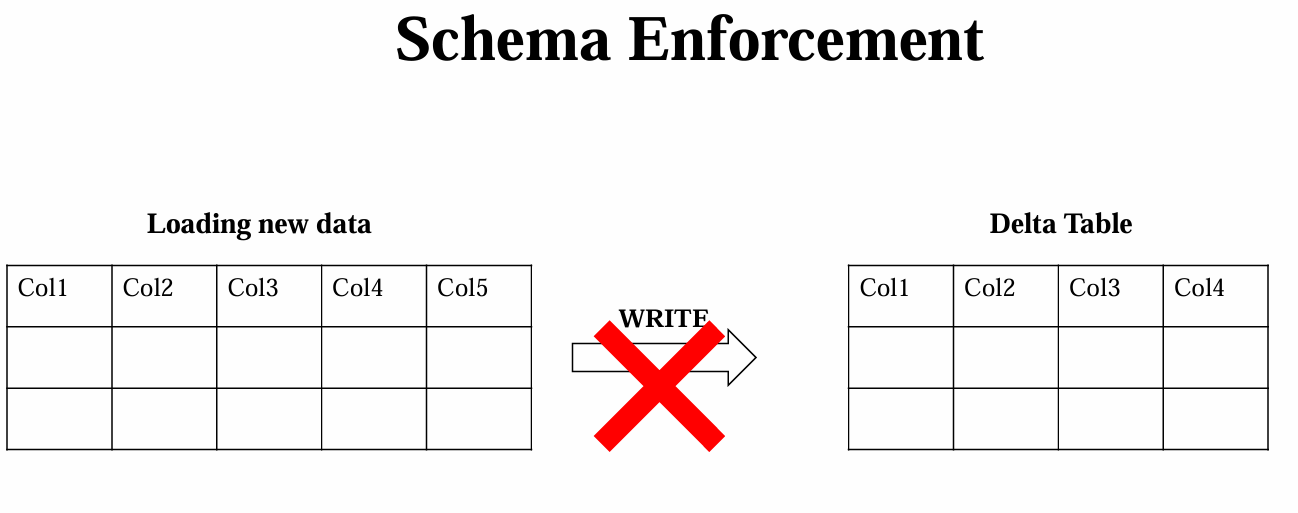 Schema Enforcement
Loading new data
Col1 Col2 Col3 Col4 Col5
WRITE
Delta Table
Col1 Col2 Col3 Col4